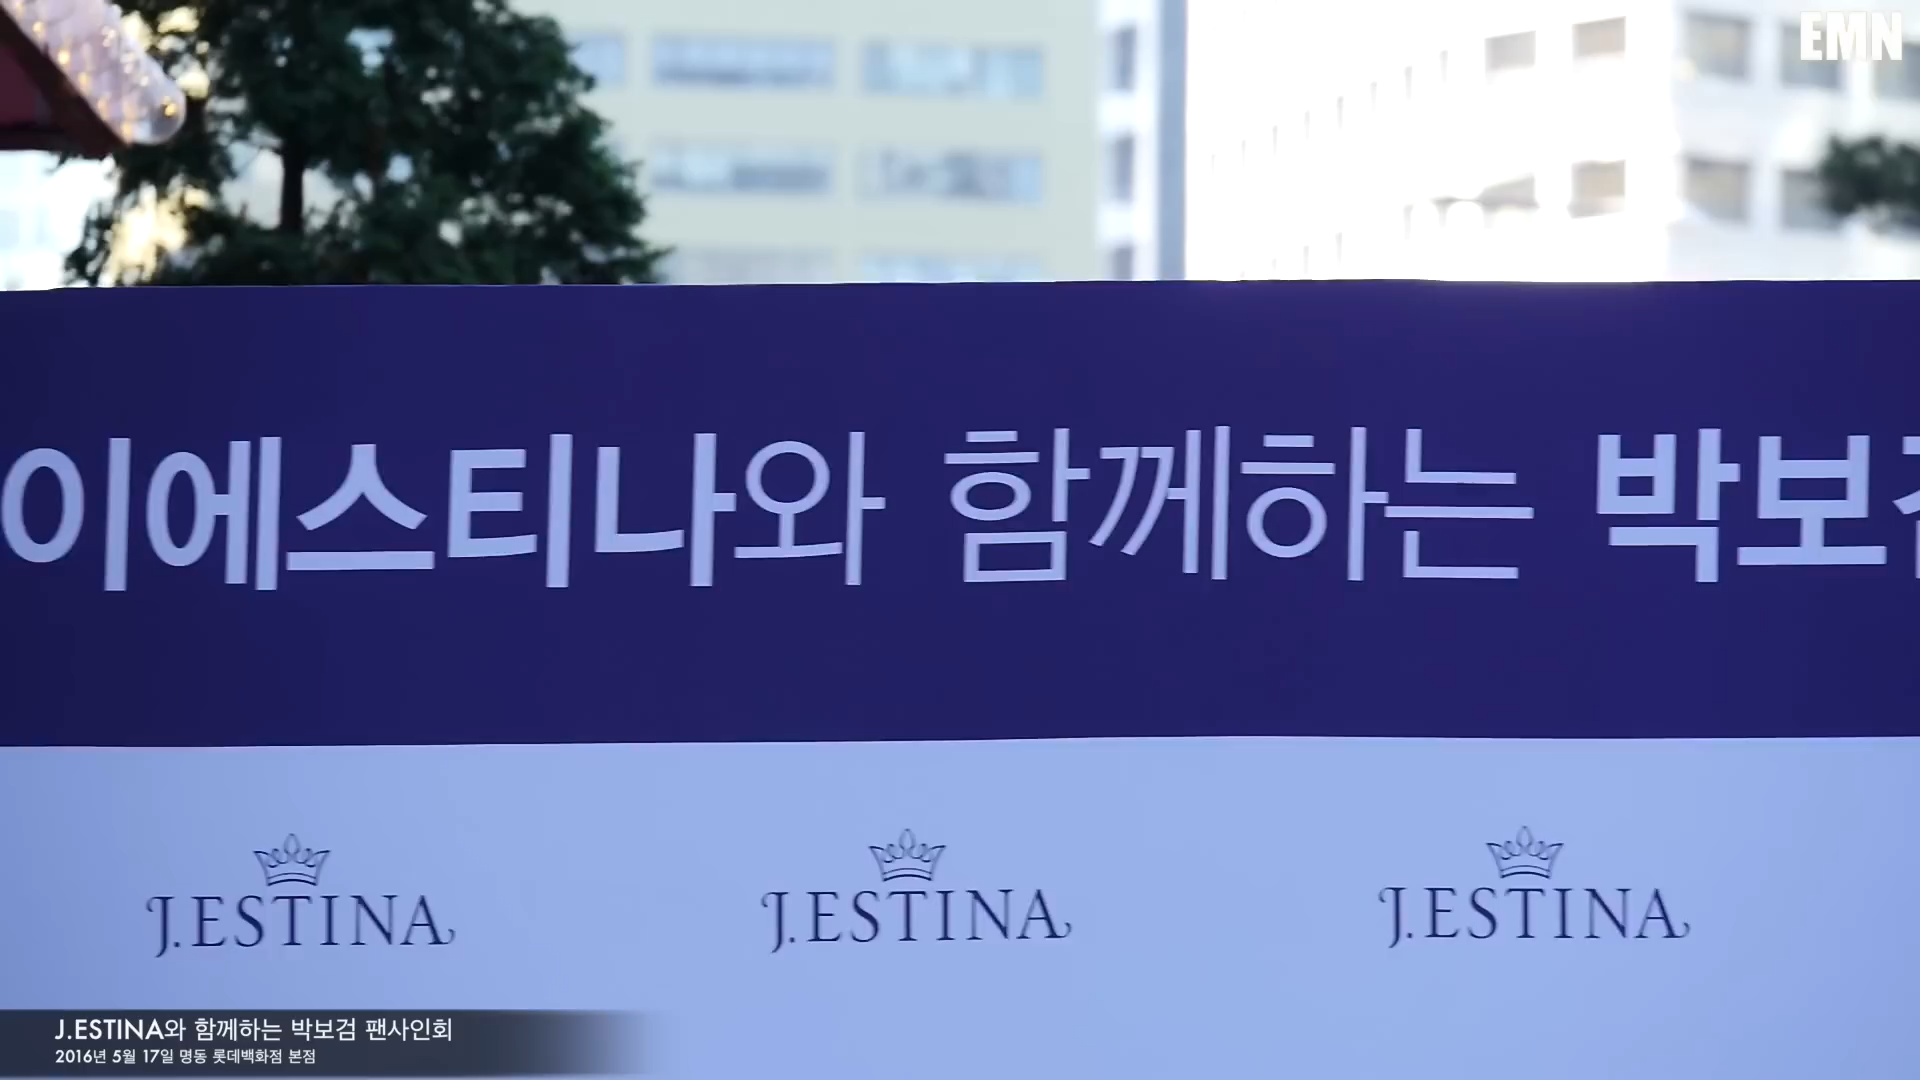 EMN
이에스티나와 함께하는 박보
J.ESTINA
J.ESTINA
J.ESTINA
J.ESTINA와 함께하는 박보검 팬사인회
2016년 5월 17일 명동 롯데백화점 본점